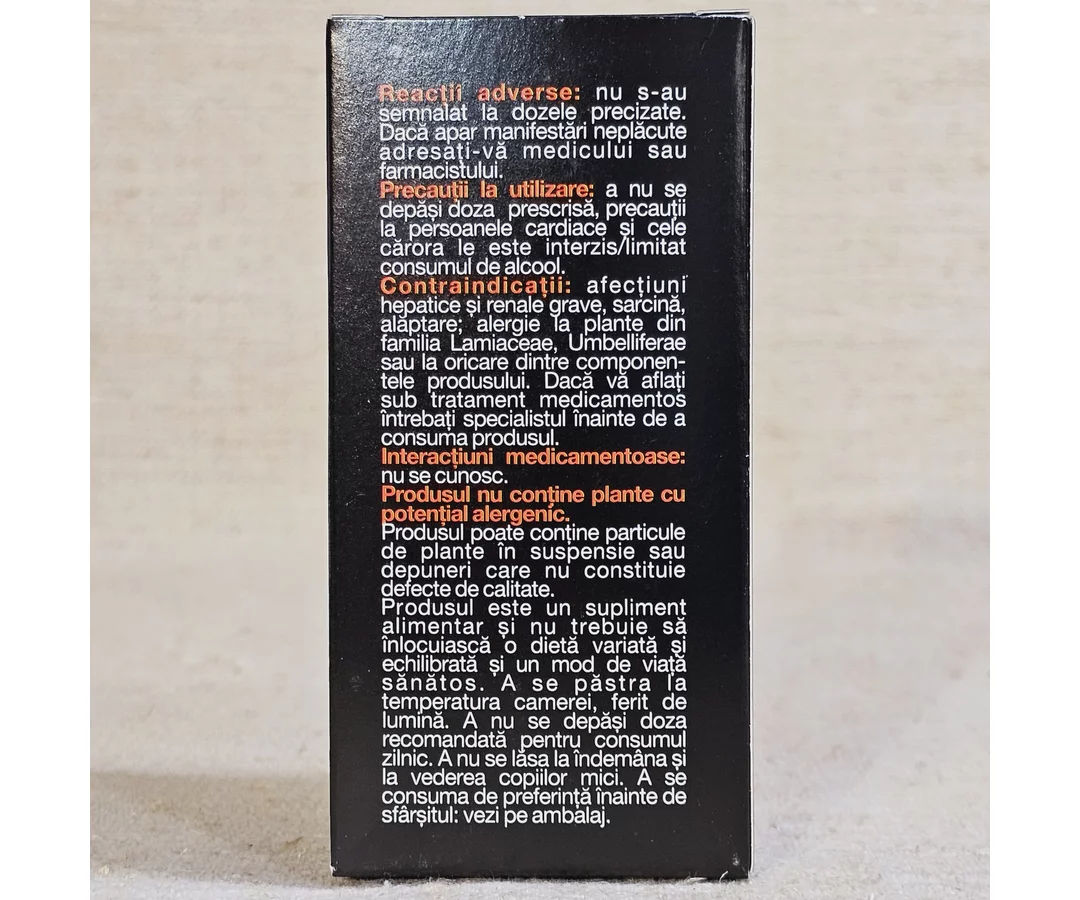 Reacții adverse: nu s-au
semnalat la dozele precizate.
Dacă apar manifestări neplăcute
adresați-vă medicului sau
farmacistului.
Precauții la utilizare: a nu se
depăși doza prescrisă, precauții
la persoanele cardiace și cele
cărora le este interzis/limitat
consumul de alcool.
Contraindicații: afecțiuni
hepatice și renale grave, sarcină,
alăptare; alergie la plante din
familia Lamiaceae, Umbelliferae
sau la oricare dintre componen-
tele produsului. Dacă vă aflați
sub tratament medicamentos
întrebați specialistul înainte de a
consuma produsul.
Interacțiuni medicamentoase:
nu se cunosc.
Produsul nu conține plante cu
potențial alergenic.
Produsul poate conține particule
de plante în suspensie sau
depuneri care nu constituie
defecte de calitate.
Produsul este un supliment
alimentar și nu trebuie să
înlocuiască o dietă variată și
echilibrată și un mod de viață
sănătos. A se păstra la
temperatura camerei, ferit de
lumină. A nu se depăși doza
recomandată pentru consumul
zilnic. A nu se lăsa la îndemâna și
la vederea copiilor mici. A se
consuma de preferință înainte de
sfârșitul: vezi pe ambalaj.